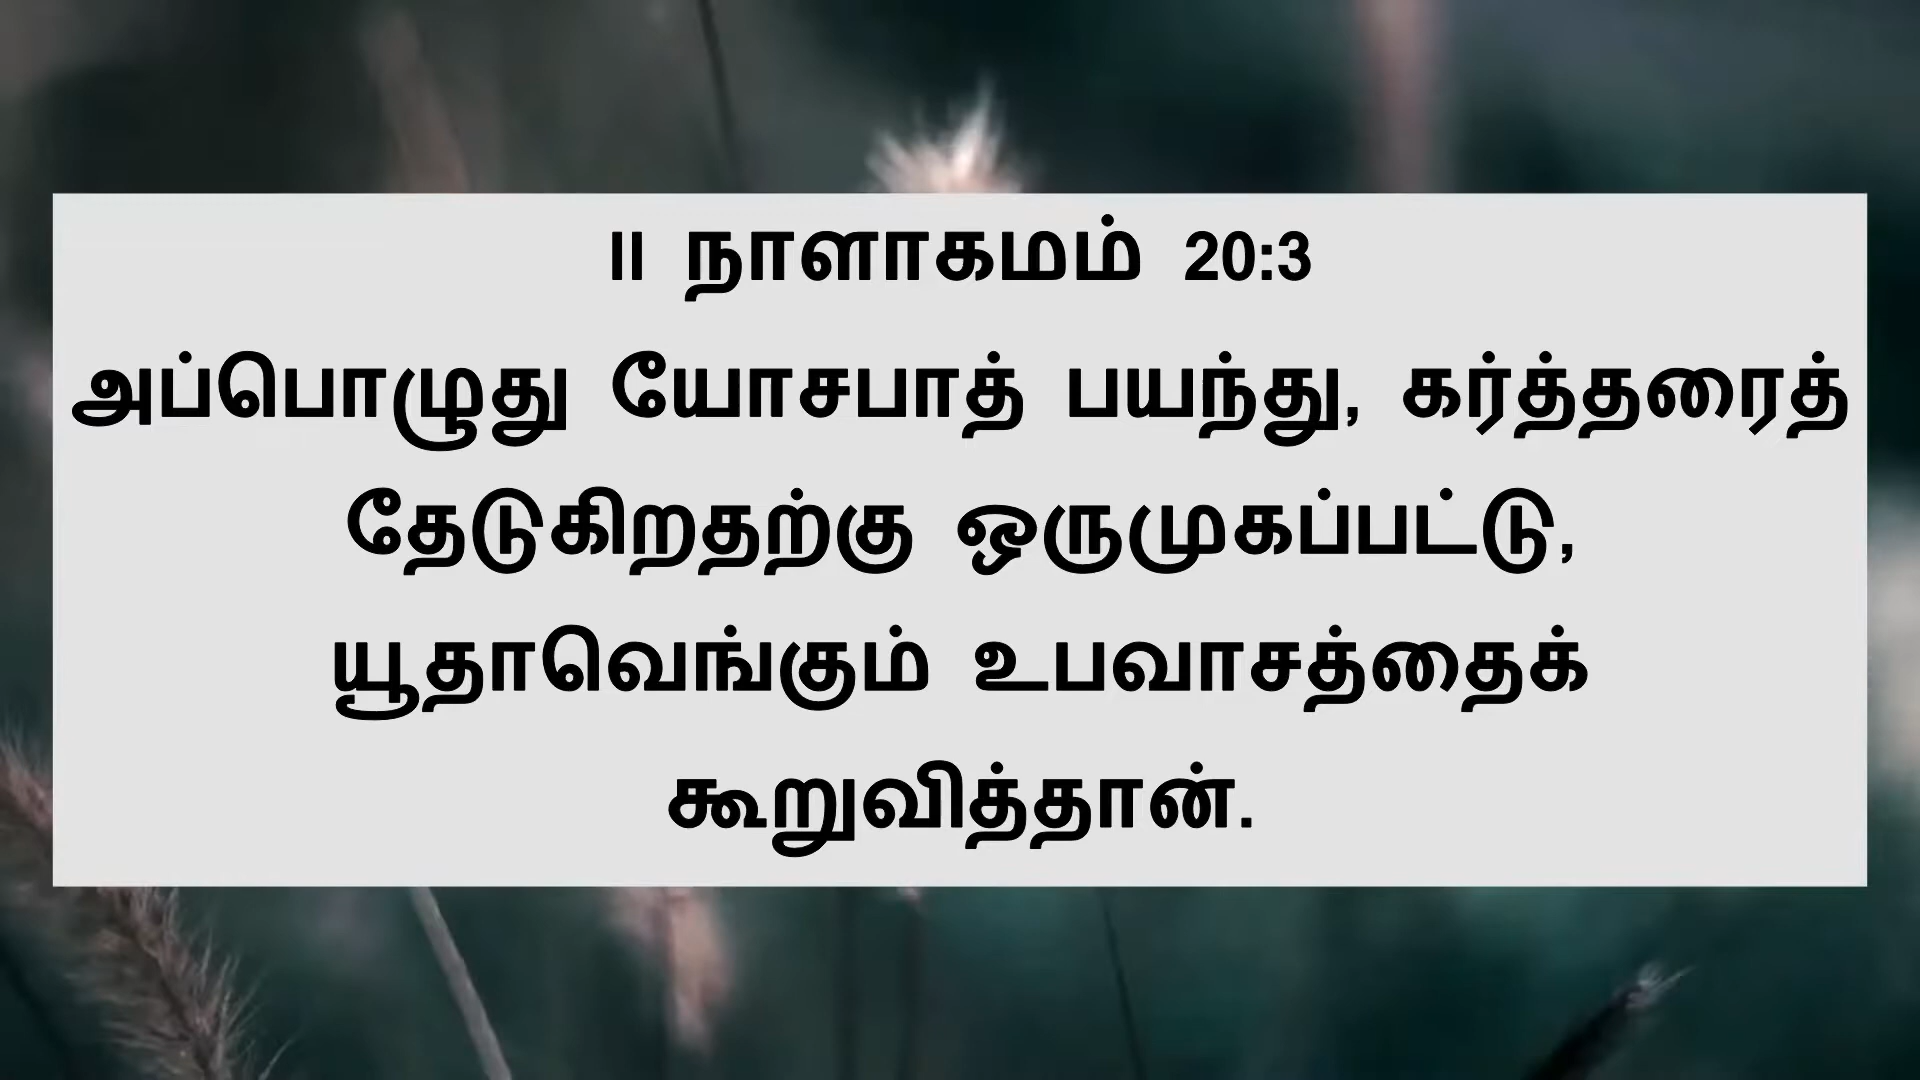 II நாளாகமம் 20:3
அப்பொழுது யோசபாத் பயந்து, கர்த்தரைத்
தேடுகிறதற்கு ஒருமுகப்பட்டு,
யூதாவெங்கும் உபவாசத்தைக்
கூறுவித்தான்.